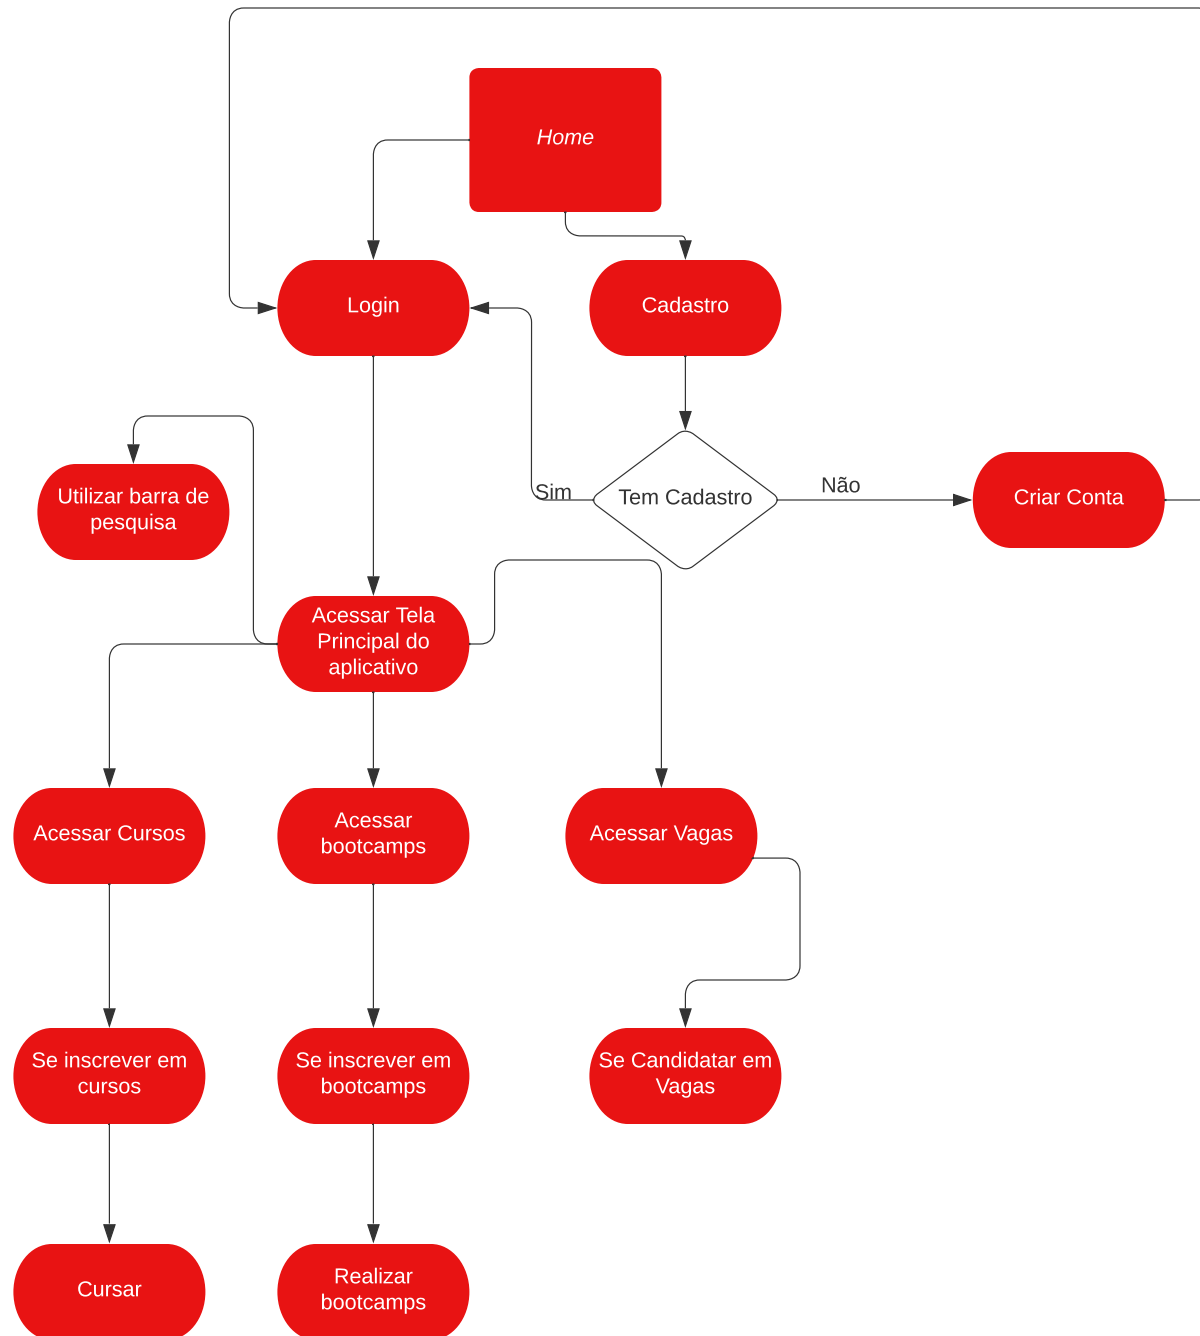 Home
Login
Cadastro
Utilizar barra de
pesquisa
Sim
Tem Cadastro
Não
Criar Conta
Acessar Tela
Principal do
aplicativo
Acessar Cursos
Acessar
bootcamps
Acessar Vagas
Se inscrever em
cursos
Se inscrever em
bootcamps
Se Candidatar em
Vagas
Cursar
Realizar
bootcamps